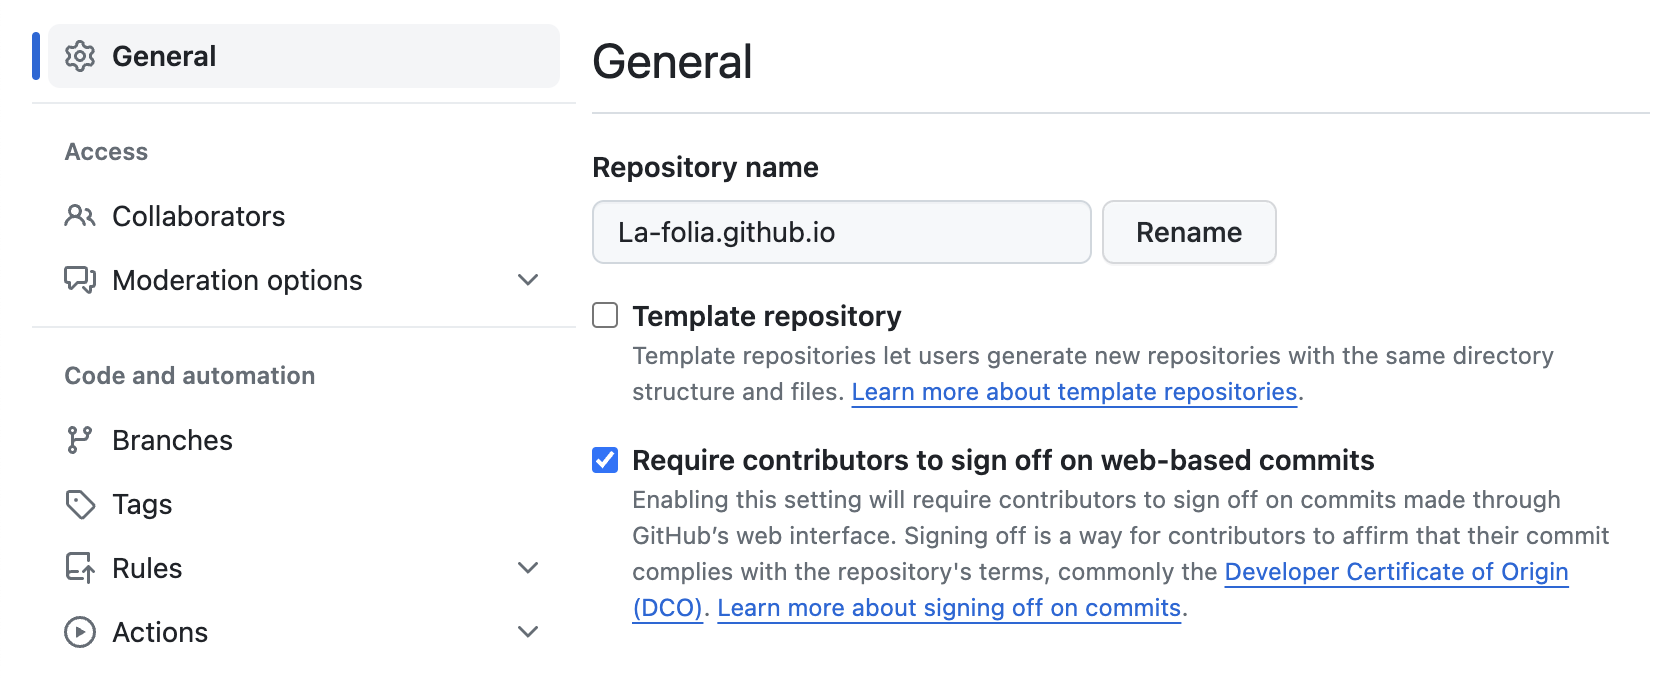 General
Access
Collaborators
Moderation options
Code and automation
Branches
Tags
Rules
Actions
General
Repository name
La-folia.github.io
Rename
Template repository
Template repositories let users generate new repositories with the same directory
structure and files. Learn more about template repositories.
Require contributors to sign off on web-based commits
Enabling this setting will require contributors to sign off on commits made through
GitHub’s web interface. Signing off is a way for contributors to affirm that their commit
complies with the repository's terms, commonly the Developer Certificate of Origin
(DCO). Learn more about signing off on commits.